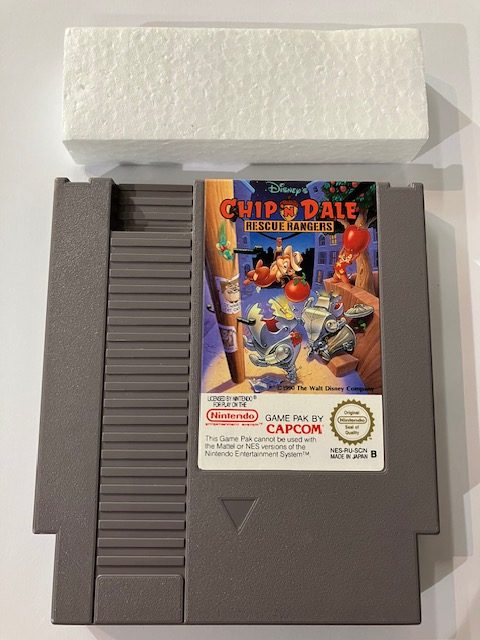 DISNEY'S
CHIP 'N DALE
RESCUE RANGERS
© 1990 The Walt Disney Company
LICENSED BY NINTENDO®
FOR PLAY ON THE
Nintendo
ENTERTAINMENT SYSTEM™
GAME PAK BY
CAPCOM
This Game Pak cannot be used with
the Mattel or NES versions of the
Nintendo Entertainment System™.
Original
Nintendo
Seal of
Quality
NES-RU-SCN
MADE IN JAPAN B